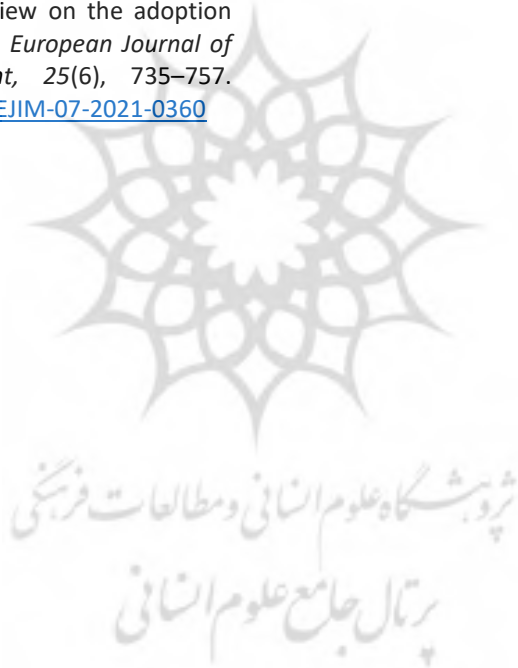 view on the adoption
European Journal of
nt, 25(6), 735–757.
EJIM-07-2021-0360
پژوهشگاه علوم انسانی و مطالعات فرهنگی
پرتال جامع علوم انسانی